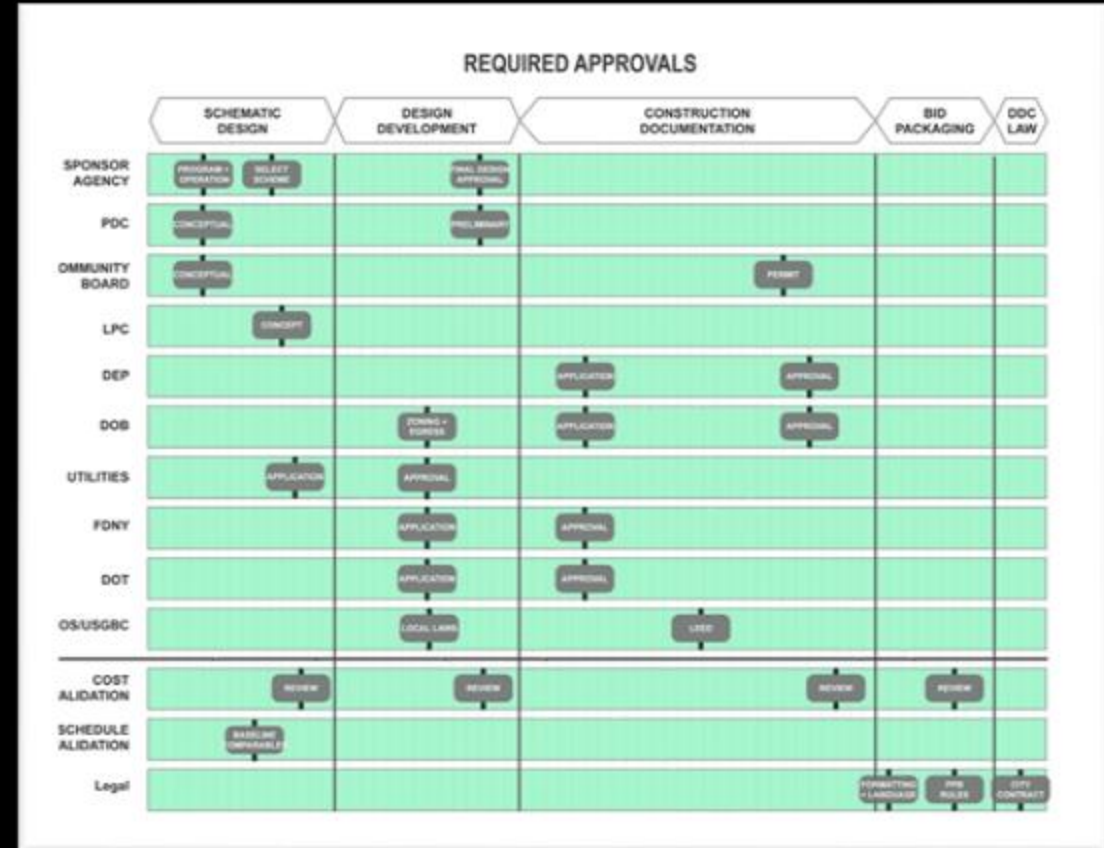 REQUIRED APPROVALS
SCHEMATIC
DESIGN
DESIGN
DEVELOPMENT
CONSTRUCTION
DOCUMENTATION
BID
PACKAGING
DDC
LAW
SPONSOR
AGENCY
PROGRAM +
OPERATION
SELECT
SCHEME
FINAL DESIGN
APPROVAL
PDC
CONCEPTUAL
PRELIMINARY
OMMUNITY
BOARD
CONCEPTUAL
PERMIT
LPC
CONCEPT
DEP
APPLICATION
APPROVAL
DOB
ZONING +
EGRESS
APPLICATION
APPROVAL
UTILITIES
APPLICATION
APPROVAL
FDNY
APPLICATION
APPROVAL
DOT
APPLICATION
APPROVAL
OS/USGBC
LOCAL LAWS
LEED
COST
ALIDATION
REVIEW
REVIEW
REVIEW
REVIEW
SCHEDULE
ALIDATION
BASELINE
COMPARABLES
Legal
FORMATTING
+ LANGUAGE
PPB
RULES
CITY
CONTRACT